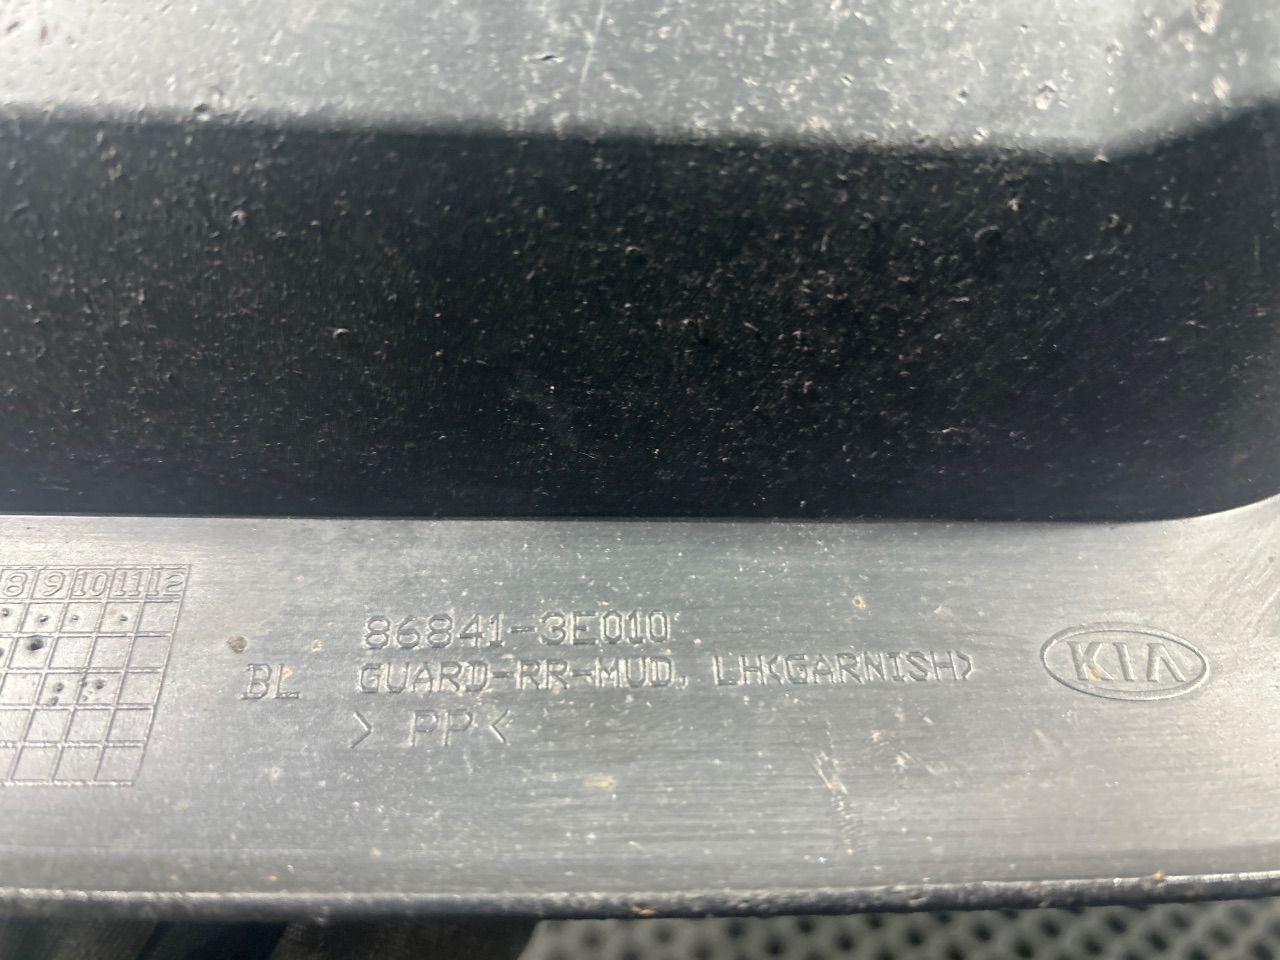 8 9 10 11 12
86841-3E010
BL GUARD-RR-MUD, LH<GARNISH>
> PP <
KIA